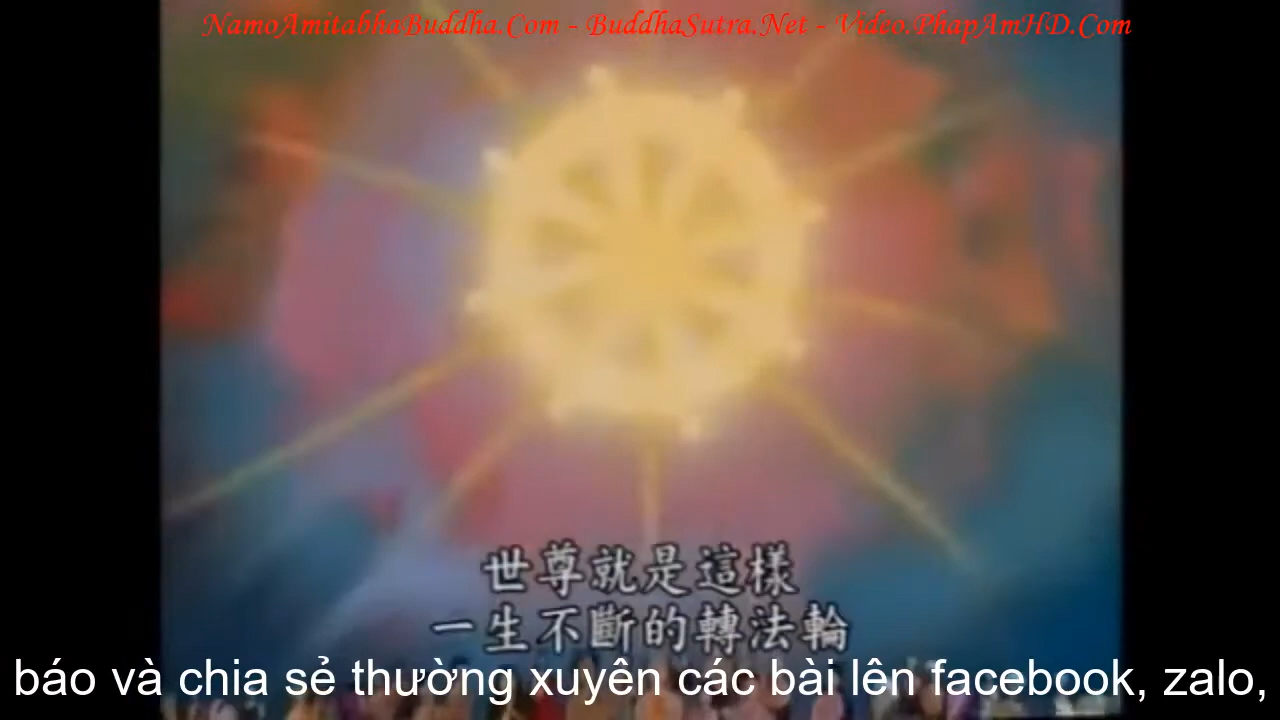 NamoAmitabhaBuddha.Com - BuddhaSutra.Net - Video.PhapAmHD.Com
世尊就是這樣
一生不斷的轉法輪
báo và chia sẻ thường xuyên các bài lên facebook, zalo,